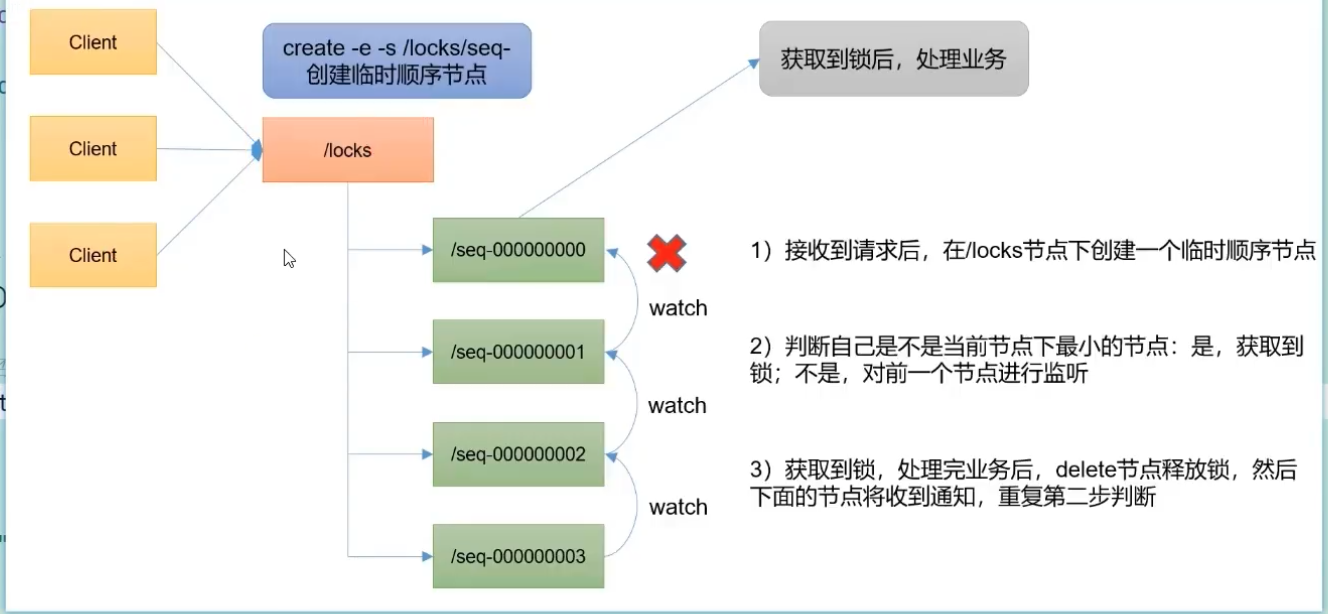 Client
create -e -s /locks/seq-
创建临时顺序节点
获取到锁后，处理业务
Client
/locks
Client
/seq-000000000
watch
/seq-000000001
watch
/seq-000000002
watch
/seq-000000003
1）接收到请求后，在/locks节点下创建一个临时顺序节点
2）判断自己是不是当前节点下最小的节点：是，获取到
锁；不是，对前一个节点进行监听
3）获取到锁，处理完业务后，delete节点释放锁，然后
下面的节点将收到通知，重复第二步判断